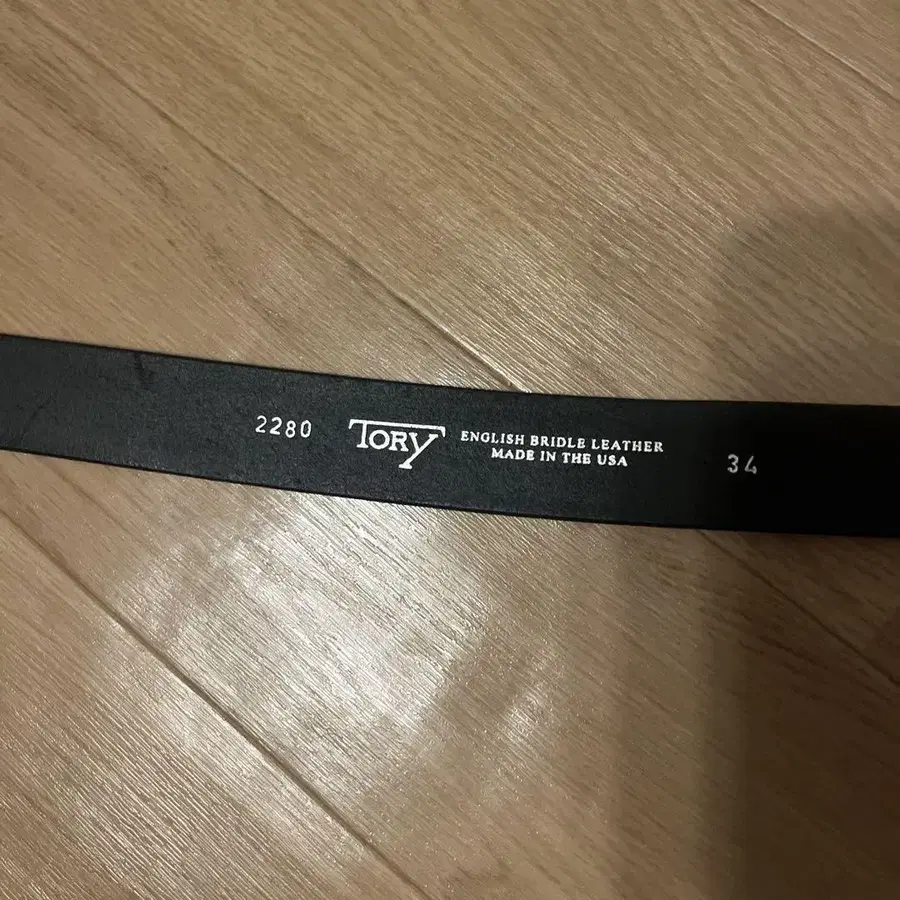 2280 TORY ENGLISH BRIDLE LEATHER
MADE IN THE USA 34